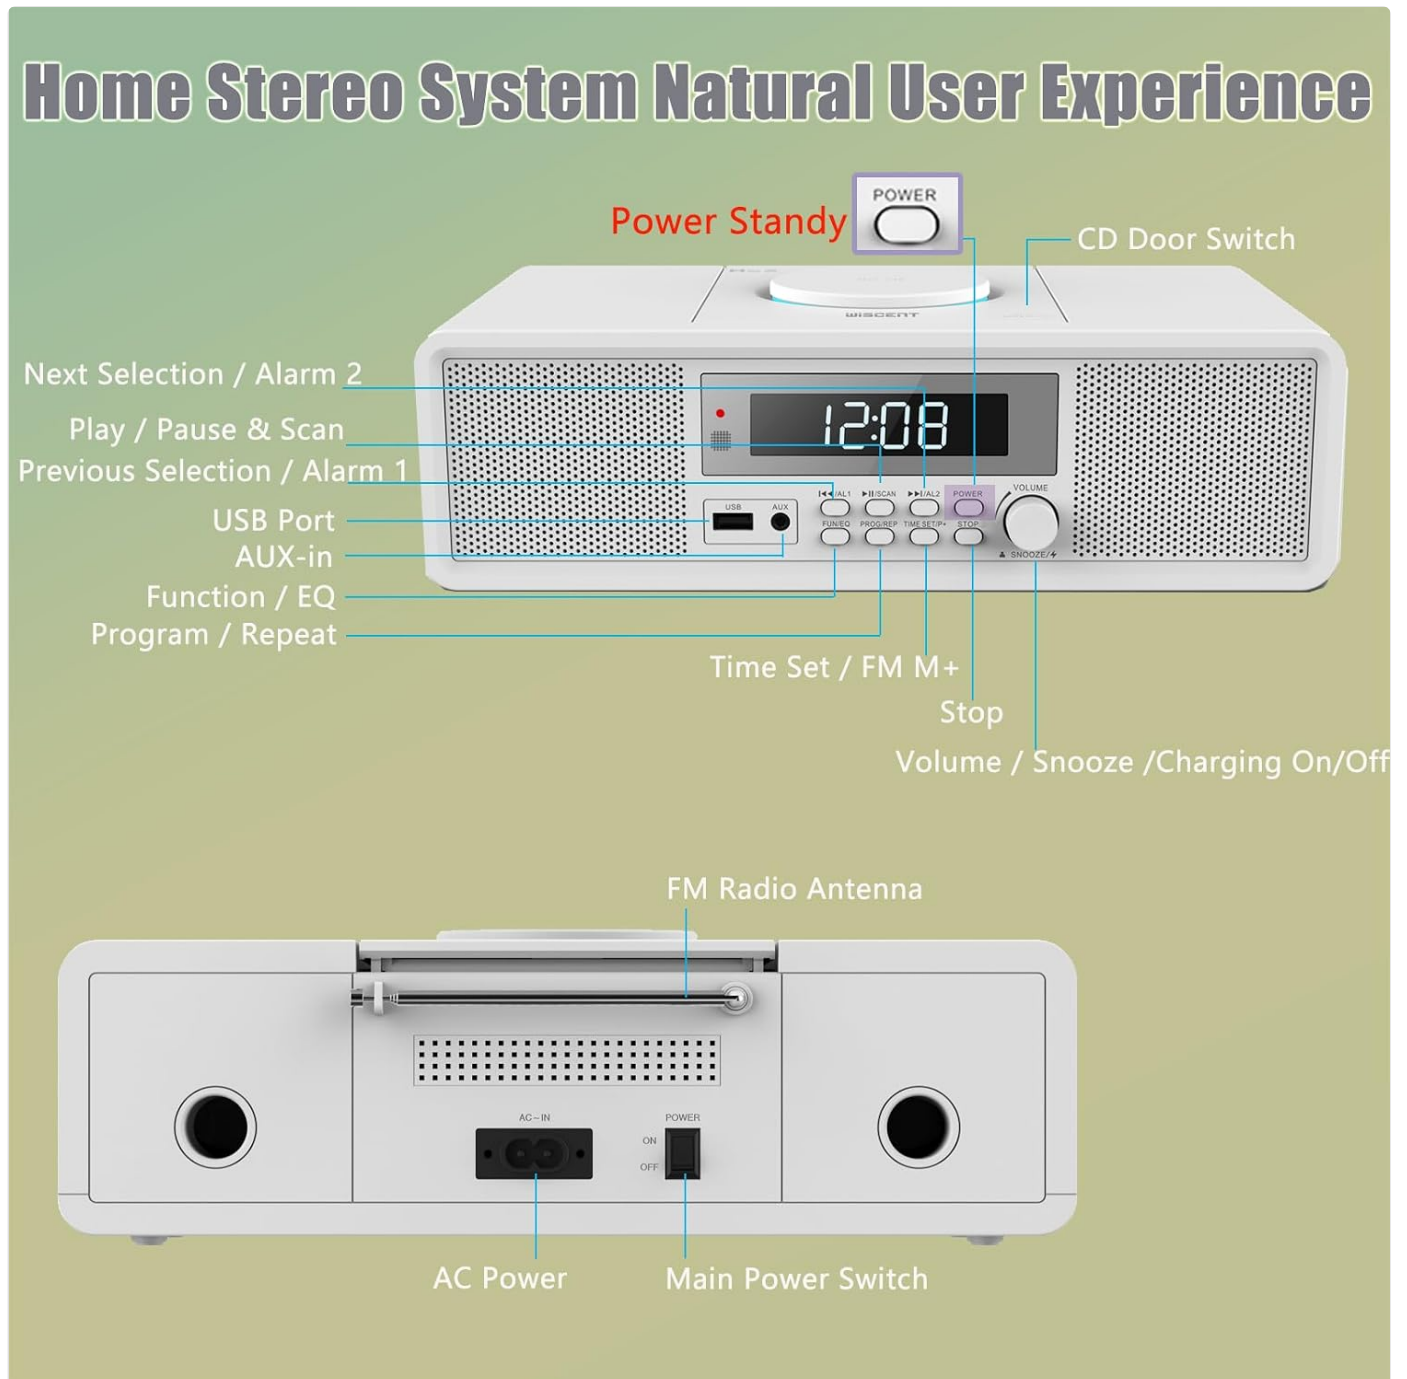 Home Stereo System Natural User Experience
POWER
Power Standy
CD Door Switch
WISCENT
Next Selection / Alarm 2
12:08
Play / Pause & Scan
Previous Selection / Alarm 1
VOLUME
I◀◀/AL1 ▶II/SCAN ▶▶I/AL2 POWER
USB AUX
USB Port
FUN/EQ PROG/REP TIME SET/P+ STOP
AUX-in
SNOOZE/⚡
Function / EQ
Program / Repeat
Time Set / FM M+
Stop
Volume / Snooze /Charging On/Off
FM Radio Antenna
AC~IN
POWER
ON
OFF
AC Power
Main Power Switch